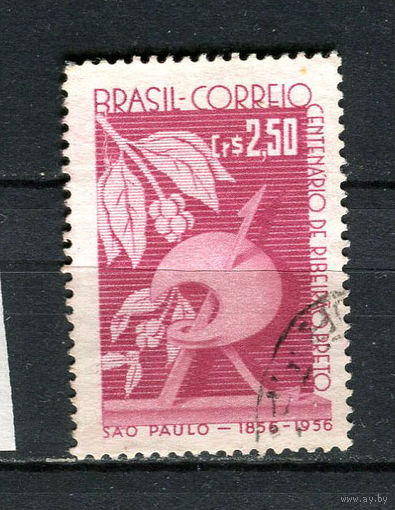 BRASIL-CORREIO
Cr$ 2,50
CENTENÁRIO DE RIBEIRÃO PRETO
SÃO PAULO — 1856-1956
www.ay.by